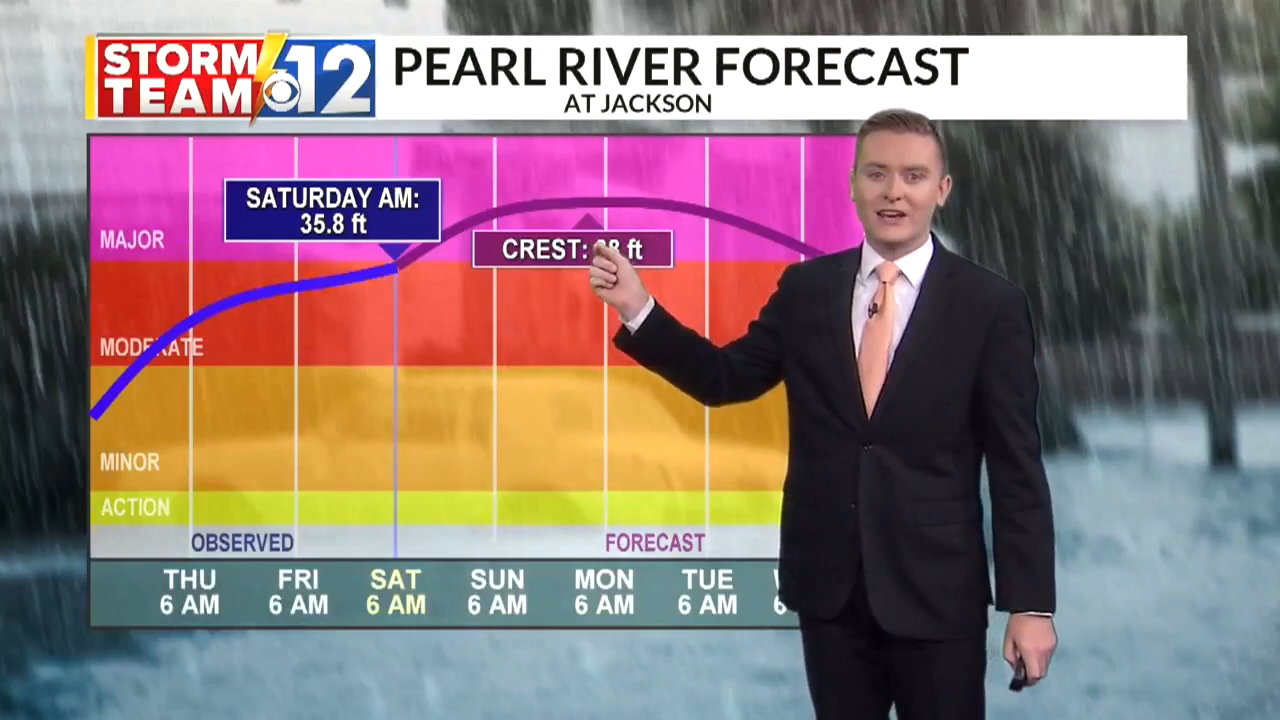 STORM
TEAM
12
PEARL RIVER FORECAST
AT JACKSON
SATURDAY AM:
35.8 ft
MAJOR
CREST: ft
MODERATE
MINOR
ACTION
OBSERVED
FORECAST
THU
6 AM
FRI
6 AM
SAT
6 AM
SUN
6 AM
MON
6 AM
TUE
6 AM
6